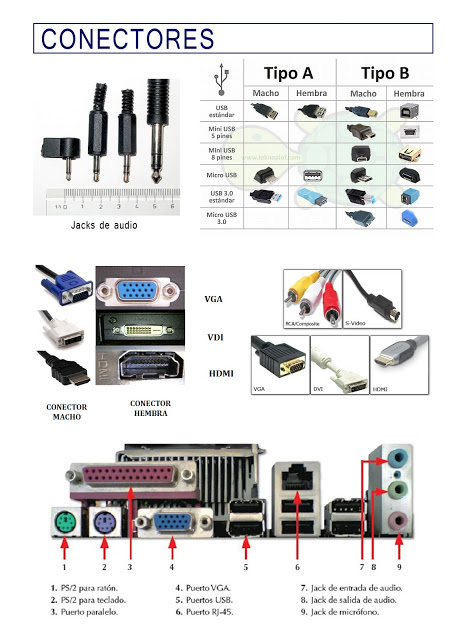 CONECTORES
Tipo A Tipo B
Macho Hembra Macho Hembra
USB estándar
Mini USB 5 pines
Mini USB 8 pines
Micro USB
USB 3.0 estándar
Micro USB 3.0
0 1 2 3 4 5 6
Jacks de audio
VGA
VDI
HDMI
CONECTOR MACHO
CONECTOR HEMBRA
RCA/Composite S-Video
VGA DVI HDMI
1 2 3 4 5 6 7 8 9
1. PS/2 para ratón.
2. PS/2 para teclado.
3. Puerto paralelo.
4. Puerto VGA.
5. Puertos USB.
6. Puerto RJ-45.
7. Jack de entrada de audio.
8. Jack de salida de audio.
9. Jack de micrófono.